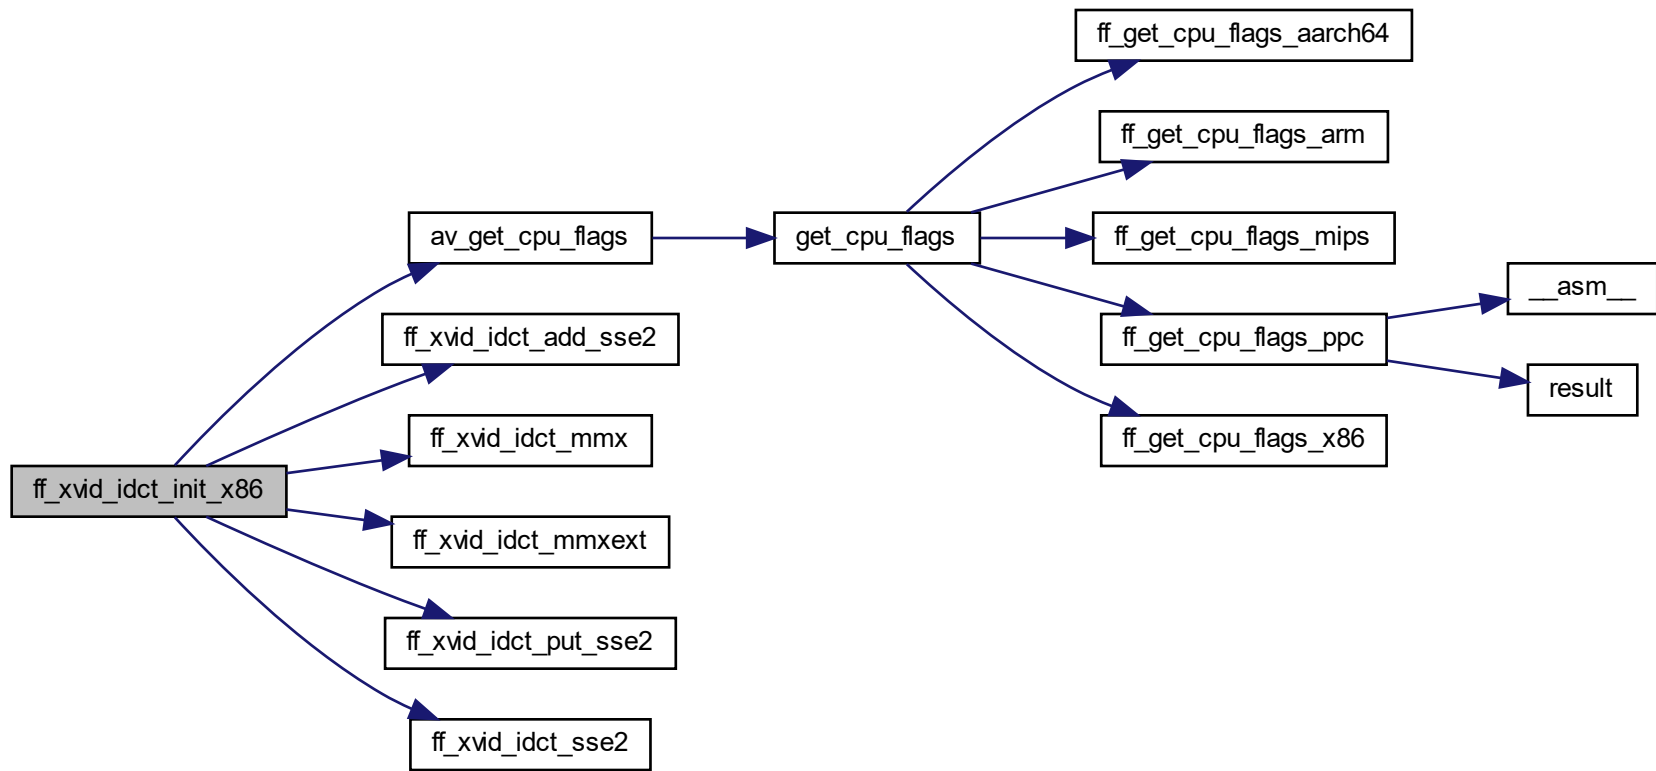 ff_xvid_idct_init_x86
av_get_cpu_flags
ff_xvid_idct_add_sse2
ff_xvid_idct_mmx
ff_xvid_idct_mmxext
ff_xvid_idct_put_sse2
ff_xvid_idct_sse2
get_cpu_flags
ff_get_cpu_flags_aarch64
ff_get_cpu_flags_arm
ff_get_cpu_flags_mips
ff_get_cpu_flags_ppc
ff_get_cpu_flags_x86
__asm__
result